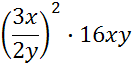 (3x/2y)² · 16xy